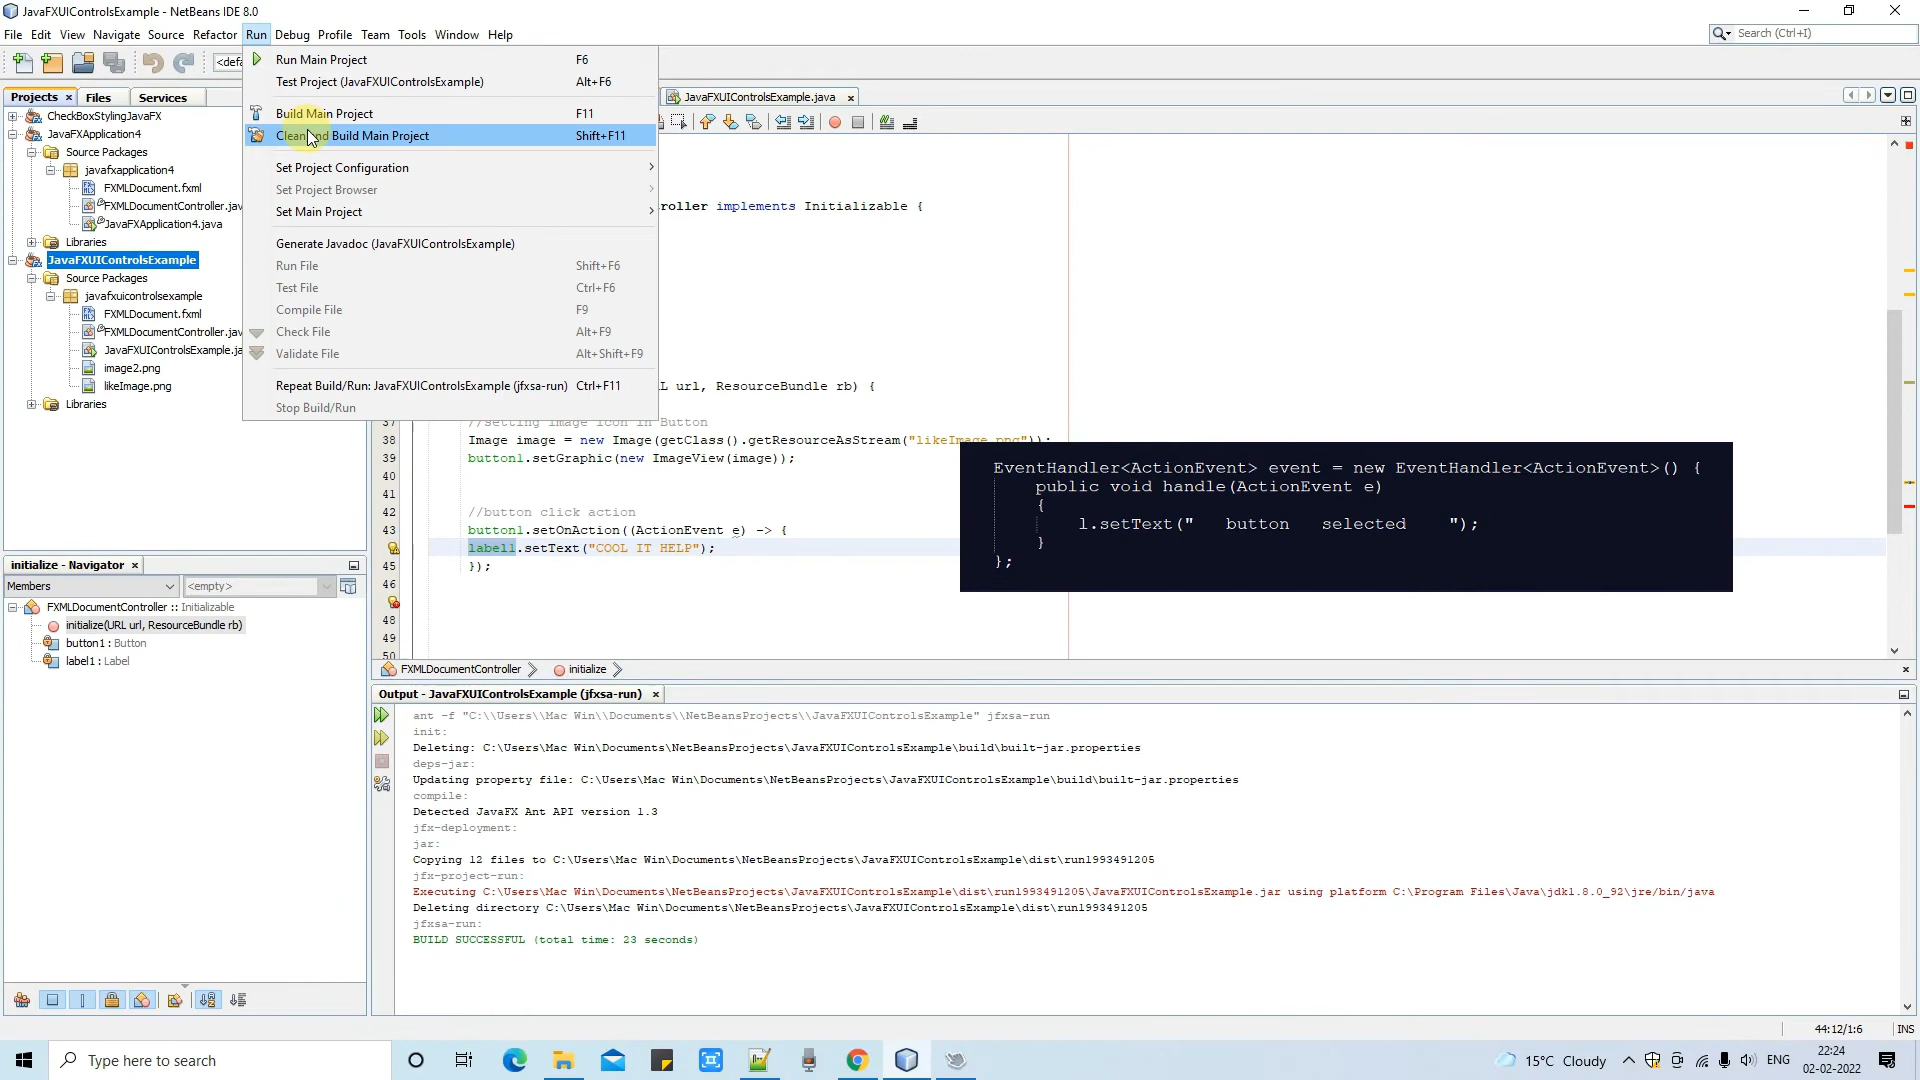 JavaFXUIControlsExample - NetBeans IDE 8.0
File Edit View Navigate Source Refactor Run Debug Profile Team Tools Window Help
Search (Ctrl+I)
<def
Run Main Project F6
Test Project (JavaFXUIControlsExample) Alt+F6
Build Main Project F11
Clean and Build Main Project Shift+F11
Set Project Configuration
Set Project Browser
Set Main Project
Generate Javadoc (JavaFXUIControlsExample)
Run File Shift+F6
Test File Ctrl+F6
Compile File F9
Check File Alt+F9
Validate File Alt+Shift+F9
Repeat Build/Run: JavaFXUIControlsExample (jfxsa-run) Ctrl+F11
Stop Build/Run
Projects Files Services
CheckBoxStylingJavaFX
JavaFXApplication4
Source Packages
javafxapplication4
FXMLDocument.fxml
FXMLDocumentController.jav
JavaFXApplication4.java
Libraries
JavaFXUIControlsExample
Source Packages
javafxuicontrolsexample
FXMLDocument.fxml
FXMLDocumentController.jav
JavaFXUIControlsExample.ja
image2.png
likeImage.png
Libraries
JavaFXUIControlsExample.java
roller implements Initializable {
L url, ResourceBundle rb) {
37 //setting image icon in Button
38 Image image = new Image(getClass().getResourceAsStream("likeImage.png"));
39 button1.setGraphic(new ImageView(image));
40
41
42 //button click action
43 button1.setOnAction((ActionEvent e) -> {
label1.setText("COOL IT HELP");
45 });
46
48
49
50
EventHandler<ActionEvent> event = new EventHandler<ActionEvent>() {
public void handle(ActionEvent e)
{
l.setText(" button selected ");
}
};
FXMLDocumentController initialize
initialize - Navigator
Members <empty>
FXMLDocumentController :: Initializable
initialize(URL url, ResourceBundle rb)
button1 : Button
label1 : Label
Output - JavaFXUIControlsExample (jfxsa-run)
ant -f "C:\\Users\\Mac Win\\Documents\\NetBeansProjects\\JavaFXUIControlsExample" jfxsa-run
init:
Deleting: C:\Users\Mac Win\Documents\NetBeansProjects\JavaFXUIControlsExample\build\built-jar.properties
deps-jar:
Updating property file: C:\Users\Mac Win\Documents\NetBeansProjects\JavaFXUIControlsExample\build\built-jar.properties
compile:
Detected JavaFX Ant API version 1.3
jfx-deployment:
jar:
Copying 12 files to C:\Users\Mac Win\Documents\NetBeansProjects\JavaFXUIControlsExample\dist\run1993491205
jfx-project-run:
Executing C:\Users\Mac Win\Documents\NetBeansProjects\JavaFXUIControlsExample\dist\run1993491205\JavaFXUIControlsExample.jar using platform C:\Program Files\Java\jdk1.8.0_92\jre/bin/java
Deleting directory C:\Users\Mac Win\Documents\NetBeansProjects\JavaFXUIControlsExample\dist\run1993491205
jfxsa-run:
BUILD SUCCESSFUL (total time: 23 seconds)
44:12/1:6 INS
Type here to search
15°C Cloudy
ENG
22:24
02-02-2022